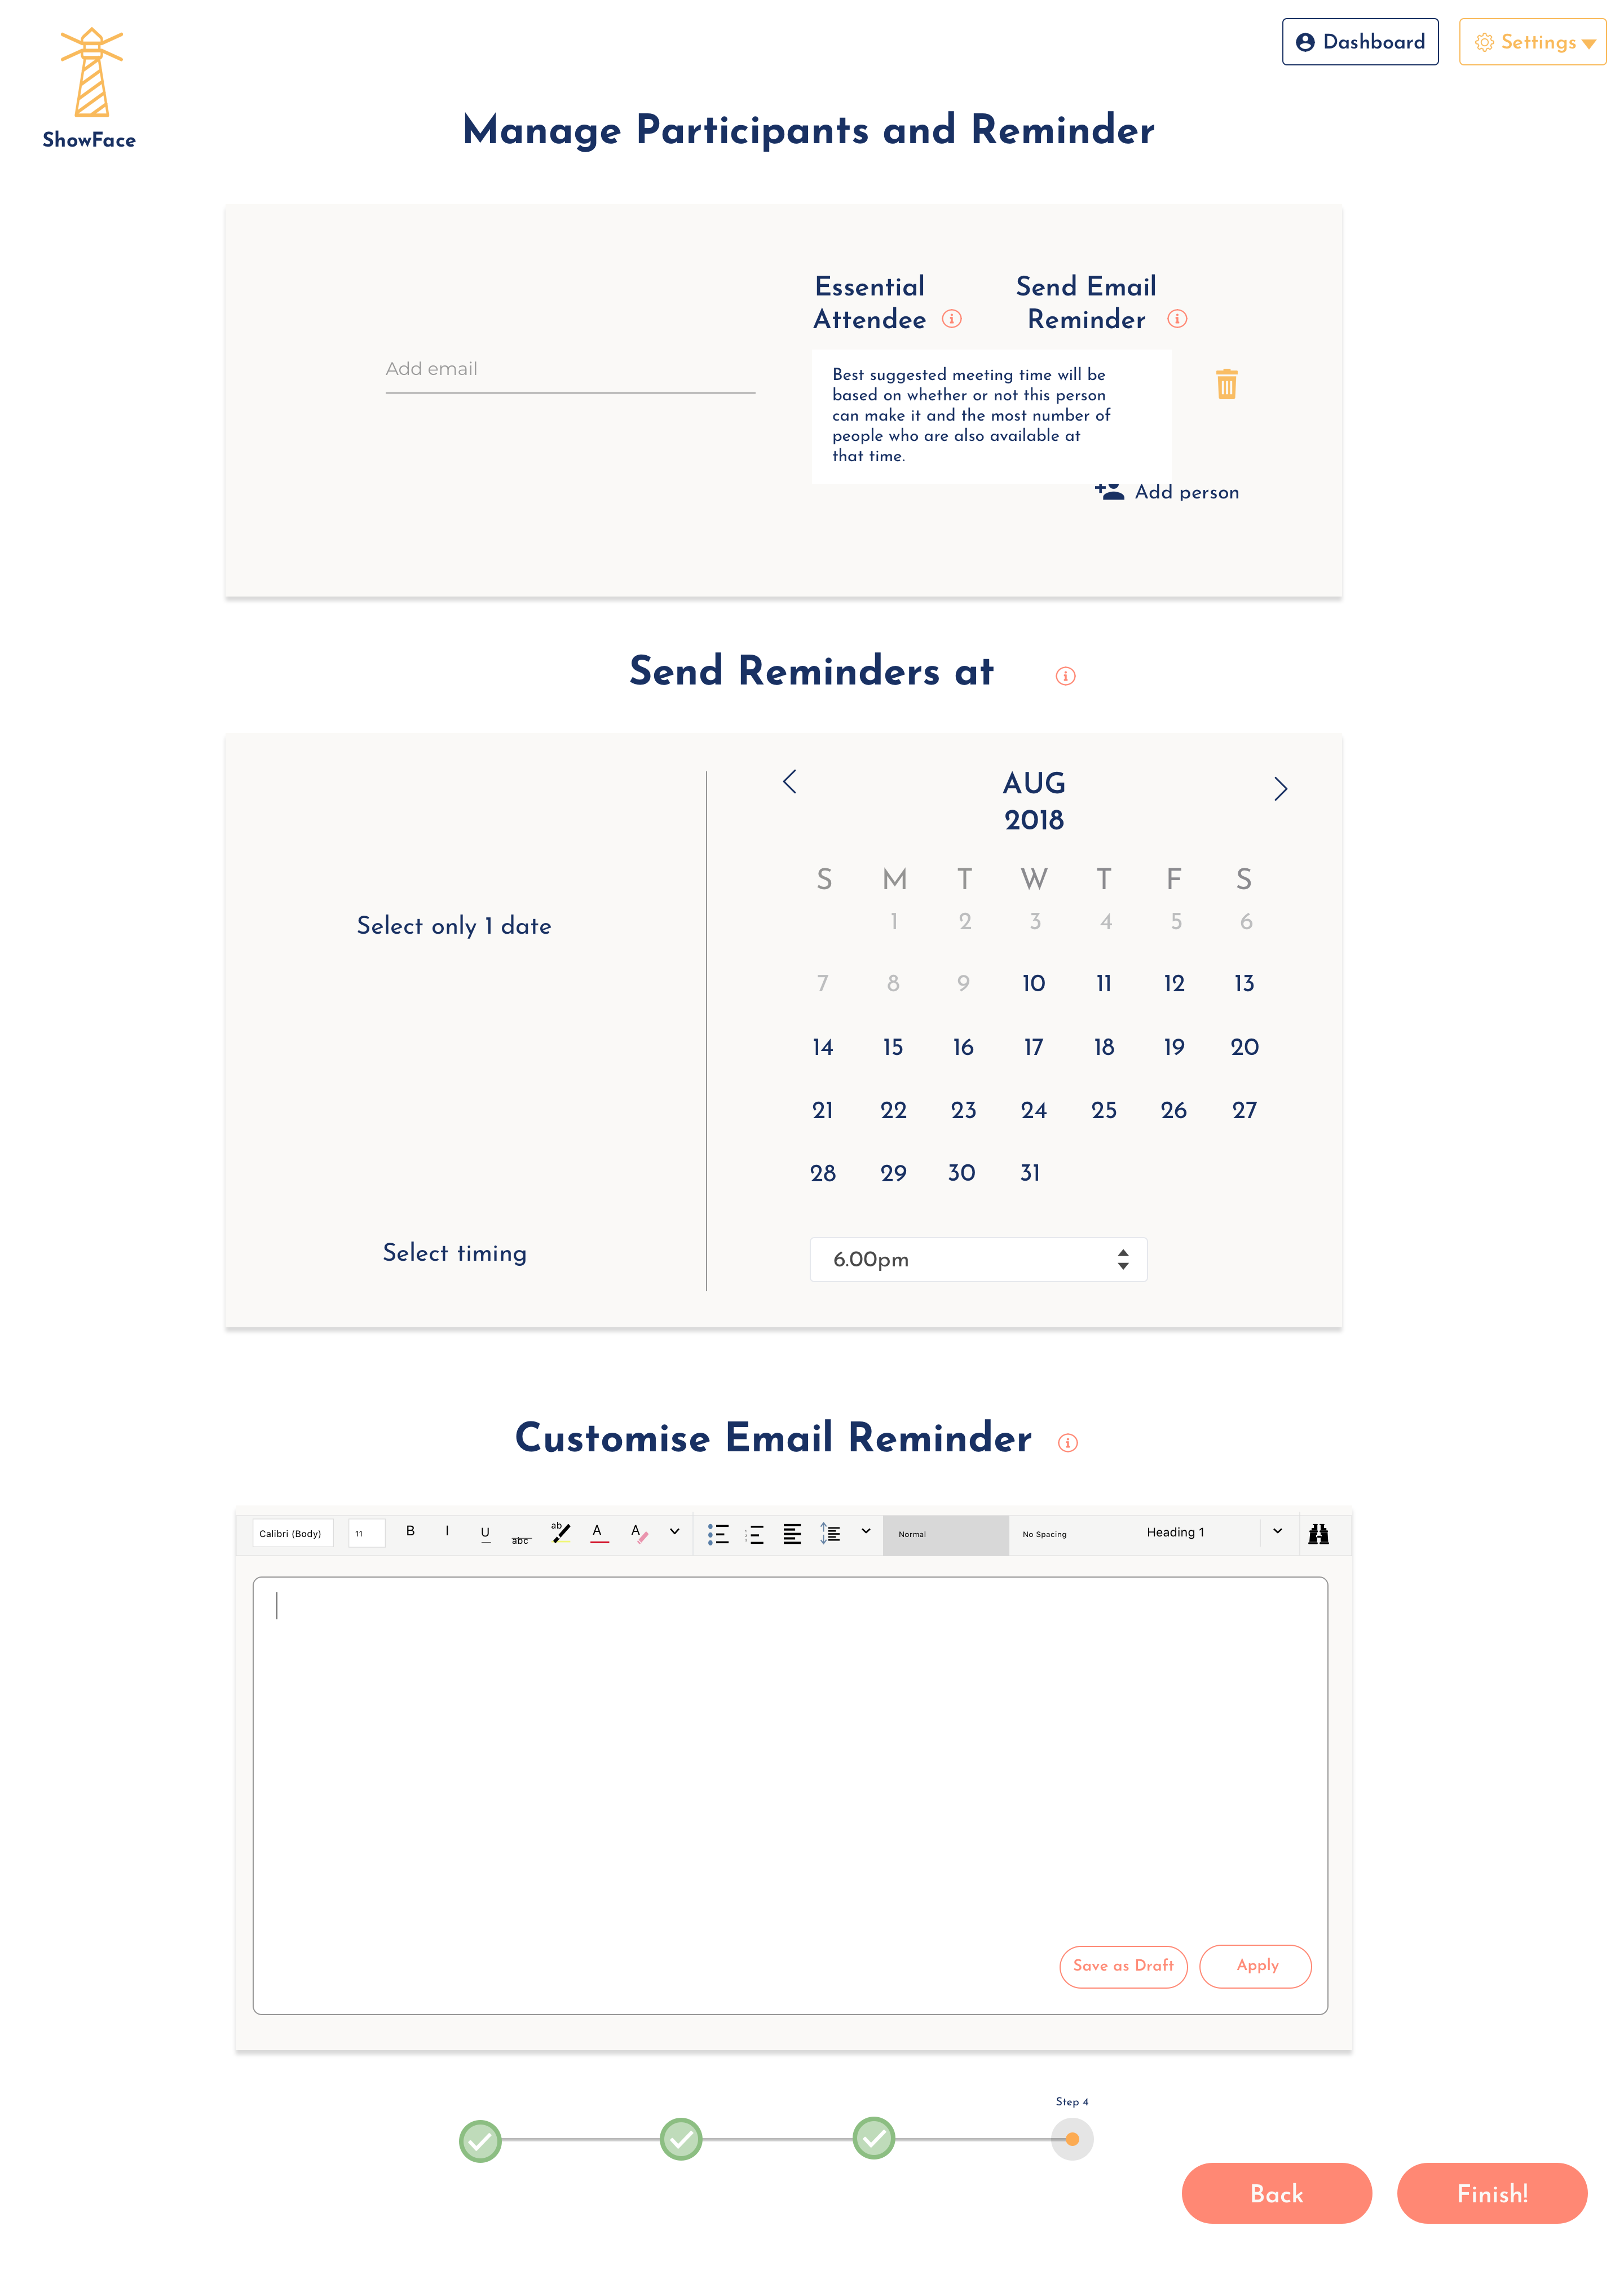 Dashboard
Settings
ShowFace
Manage Participants and Reminder
Essential
Attendee
Send Email
Reminder
Add email
Best suggested meeting time will be
based on whether or not this person
can make it and the most number of
people who are also available at
that time.
Add person
Send Reminders at
AUG
2018
S M T W T F S
1 2 3 4 5 6
7 8 9 10 11 12 13
14 15 16 17 18 19 20
21 22 23 24 25 26 27
28 29 30 31
Select only 1 date
Select timing
6.00pm
Customise Email Reminder
Calibri (Body) 11 B I U abc ab A A Normal No Spacing Heading 1
Save as Draft Apply
Step 4
Back Finish!